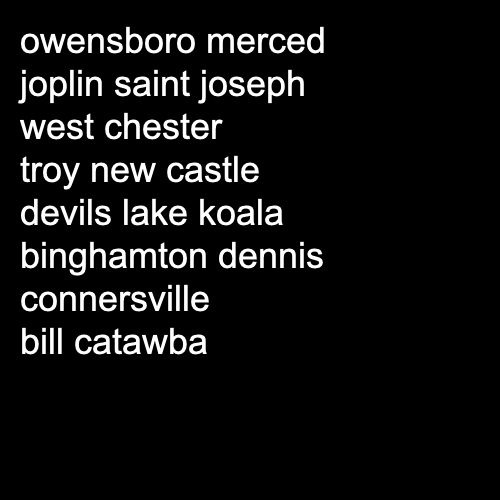 owensboro merced
joplin saint joseph
west chester
troy new castle
devils lake koala
binghamton dennis
connersville
bill catawba